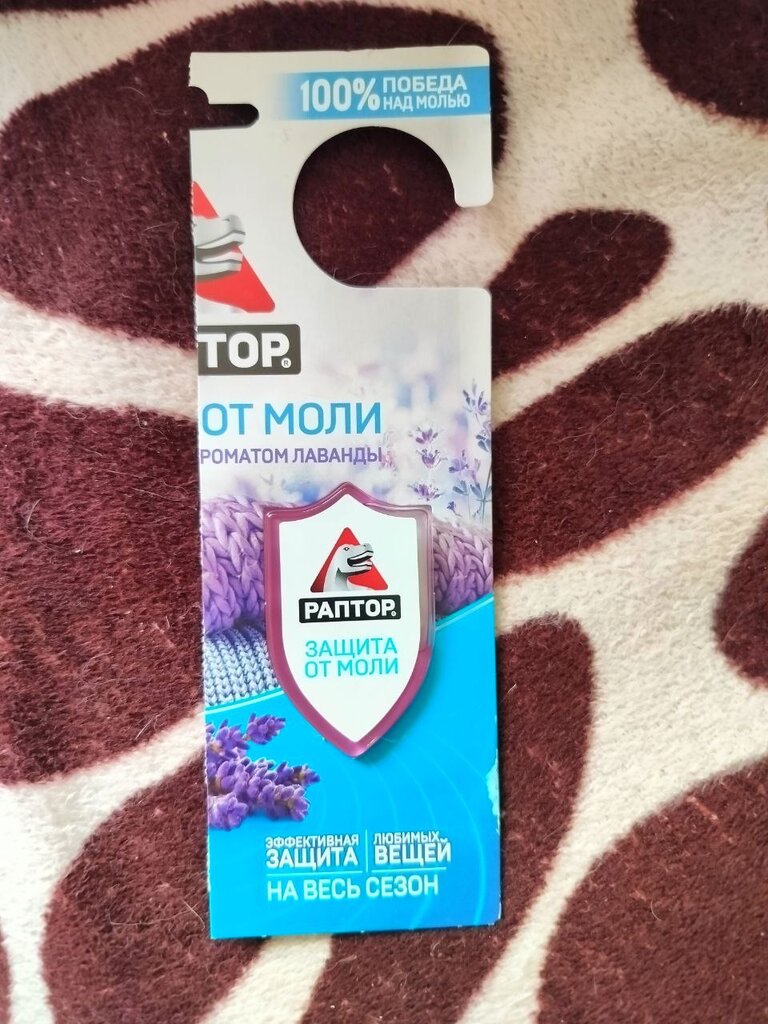 100% ПОБЕДА
НАД МОЛЬЮ
ТОР®
ОТ МОЛИ
РОМАТОМ ЛАВАНДЫ
РАПТОР®
ЗАЩИТА
ОТ МОЛИ
ЭФФЕКТИВНАЯ
ЗАЩИТА
ЛЮБИМЫХ
ВЕЩЕЙ
НА ВЕСЬ СЕЗОН